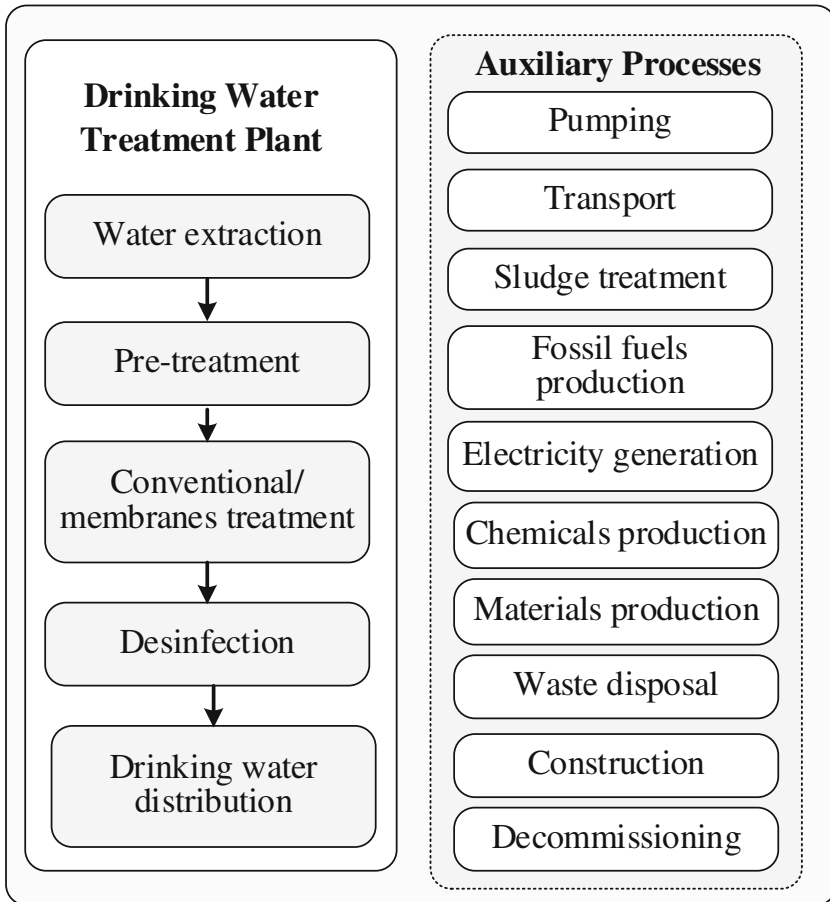 Drinking Water
Treatment Plant
Water extraction
Pre-treatment
Conventional/
membranes treatment
Desinfection
Drinking water
distribution
Auxiliary Processes
Pumping
Transport
Sludge treatment
Fossil fuels
production
Electricity generation
Chemicals production
Materials production
Waste disposal
Construction
Decommissioning